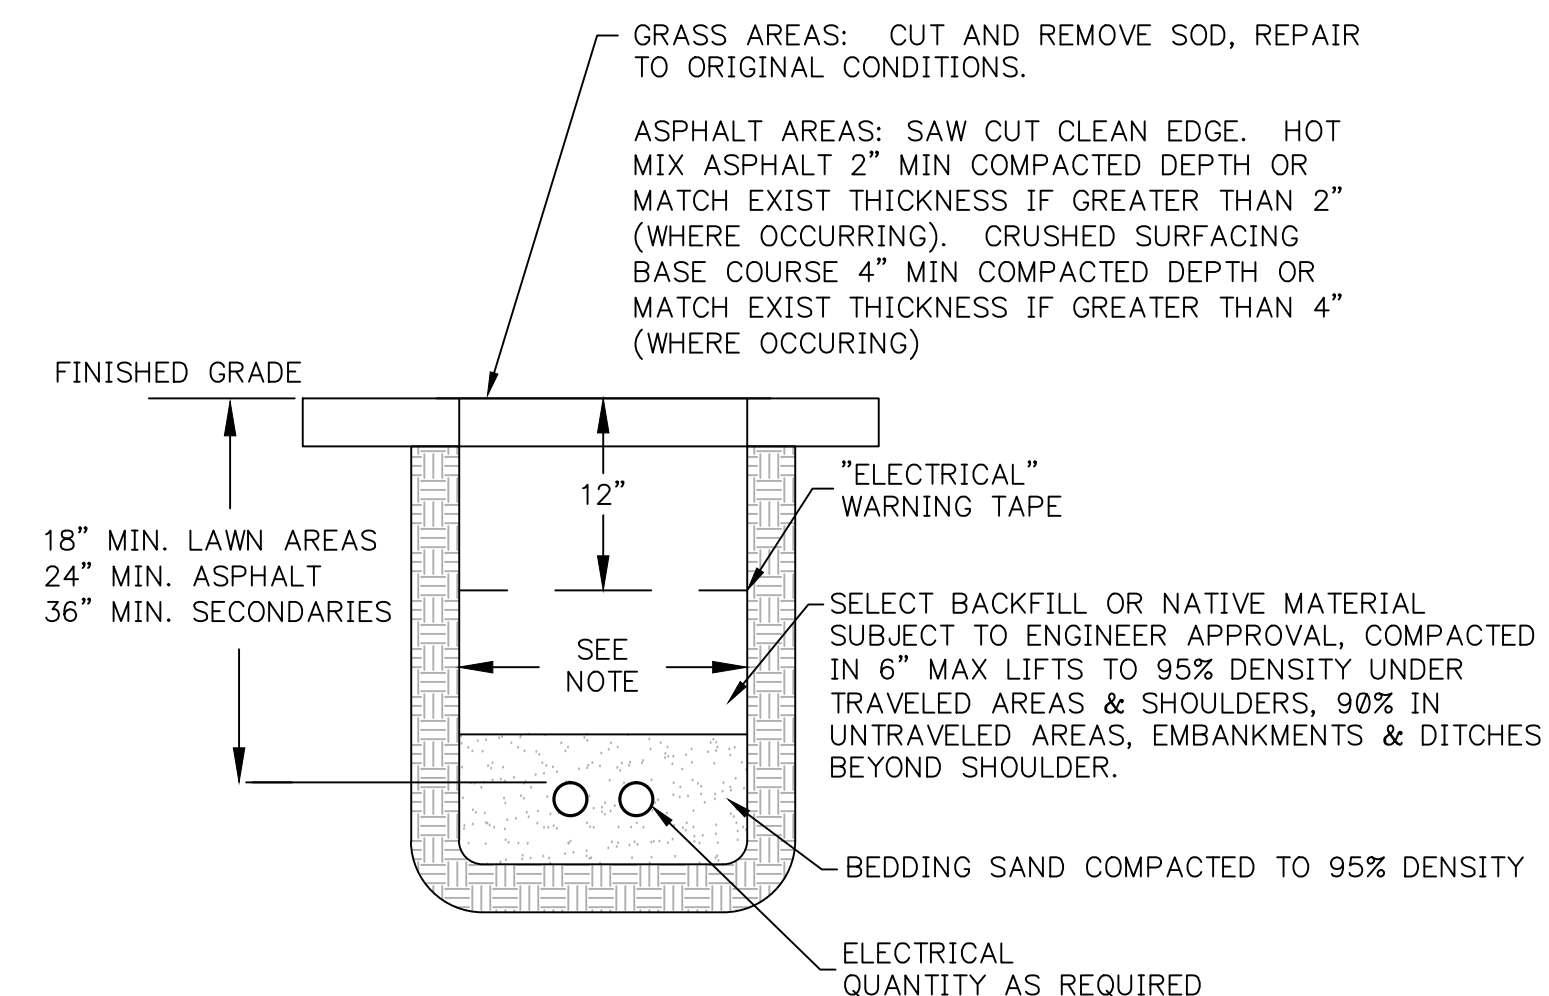 GRASS AREAS: CUT AND REMOVE SOD, REPAIR
TO ORIGINAL CONDITIONS.
ASPHALT AREAS: SAW CUT CLEAN EDGE. HOT
MIX ASPHALT 2" MIN COMPACTED DEPTH OR
MATCH EXIST THICKNESS IF GREATER THAN 2"
(WHERE OCCURRING). CRUSHED SURFACING
BASE COURSE 4" MIN COMPACTED DEPTH OR
MATCH EXIST THICKNESS IF GREATER THAN 4"
(WHERE OCCURING)
FINISHED GRADE
12"
"ELECTRICAL"
WARNING TAPE
18" MIN. LAWN AREAS
24" MIN. ASPHALT
36" MIN. SECONDARIES
SEE
NOTE
SELECT BACKFILL OR NATIVE MATERIAL
SUBJECT TO ENGINEER APPROVAL, COMPACTED
IN 6" MAX LIFTS TO 95% DENSITY UNDER
TRAVELED AREAS & SHOULDERS, 90% IN
UNTRAVELED AREAS, EMBANKMENTS & DITCHES
BEYOND SHOULDER.
BEDDING SAND COMPACTED TO 95% DENSITY
ELECTRICAL
QUANTITY AS REQUIRED